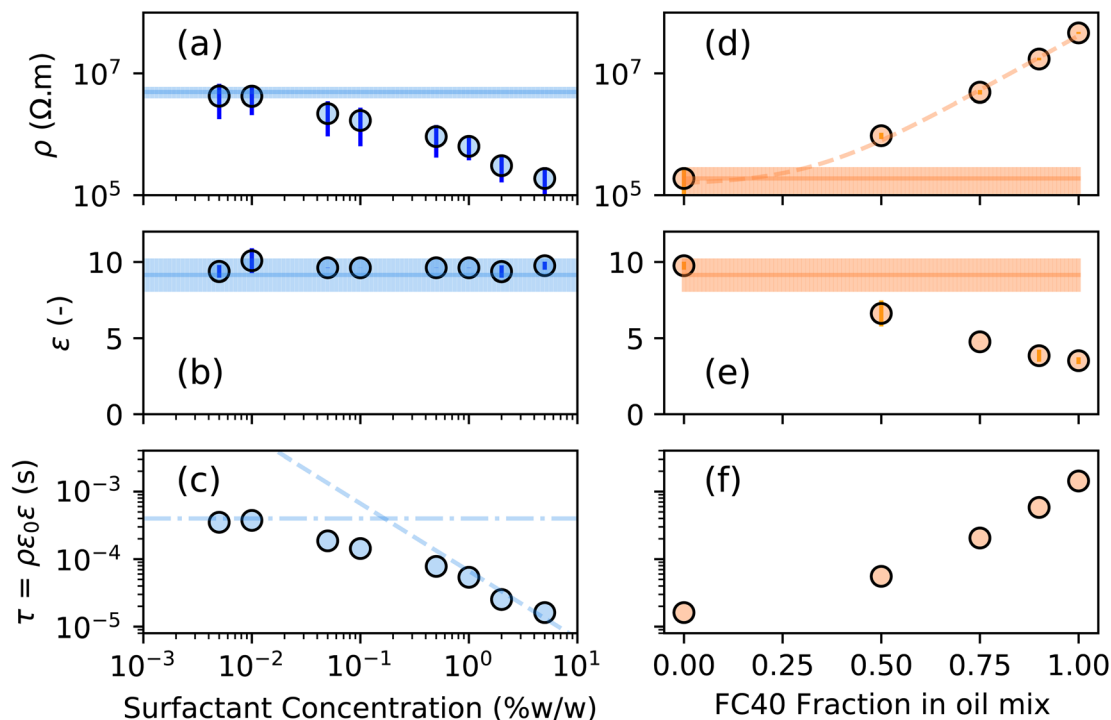 (a)
ρ (Ω.m)
10⁷
10⁵
(d)
10⁷
10⁵
(b)
ε (-)
10
5
0
(e)
10
5
0
(c)
τ = ρε₀ε (s)
10⁻³
10⁻⁴
10⁻⁵
10⁻³ 10⁻² 10⁻¹ 10⁰ 10¹
Surfactant Concentration (%w/w)
(f)
0.00 0.25 0.50 0.75 1.00
FC40 Fraction in oil mix